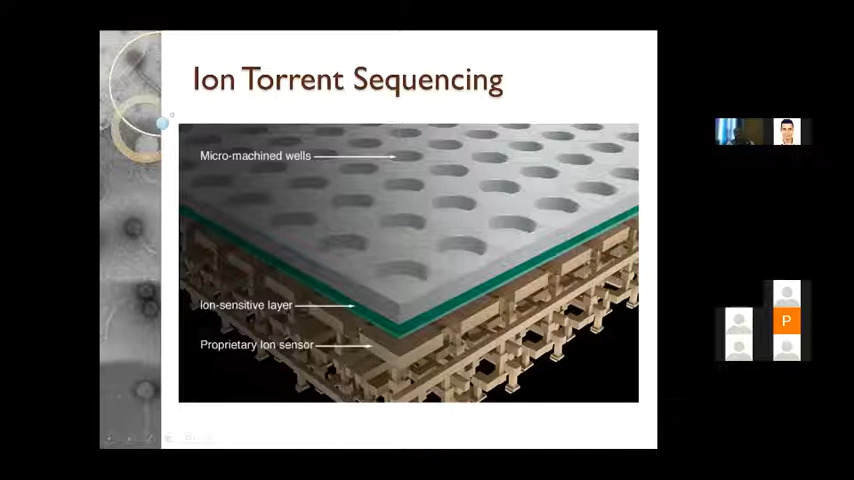 Ion Torrent Sequencing
Micro-machined wells
Ion-sensitive layer
Proprietary Ion sensor
P